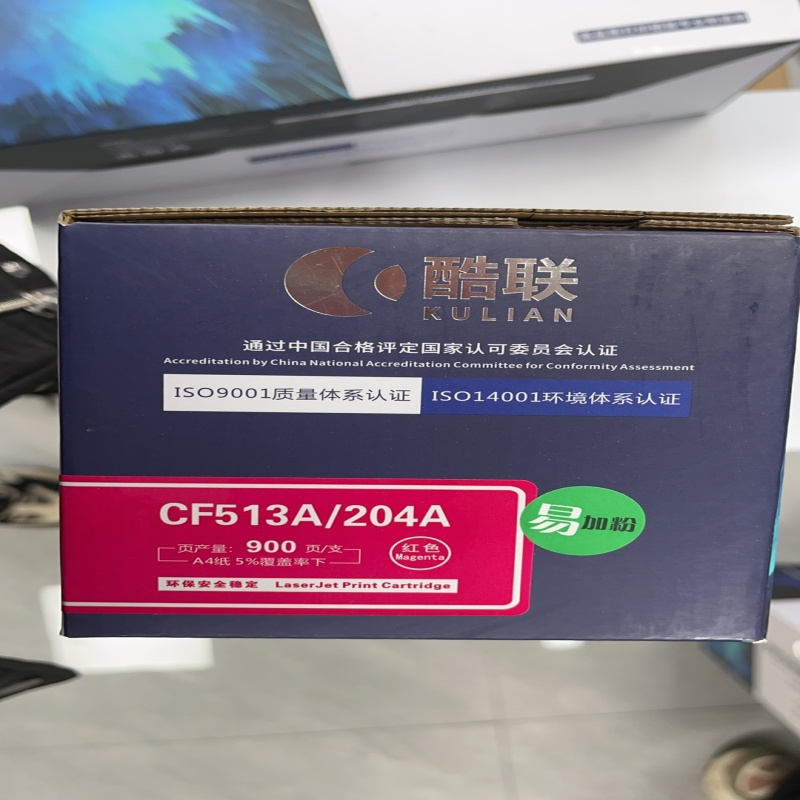 酷联
KULIAN
通过中国合格评定国家认可委员会认证
Accreditation by China National Accreditation Committee for Conformity Assessment
ISO9001质量体系认证 ISO14001环境体系认证
CF513A/204A
易加粉
页产量: 900 页/支
A4纸 5%覆盖率下
红色
Magenta
环保安全稳定 LaserJet Print Cartridge